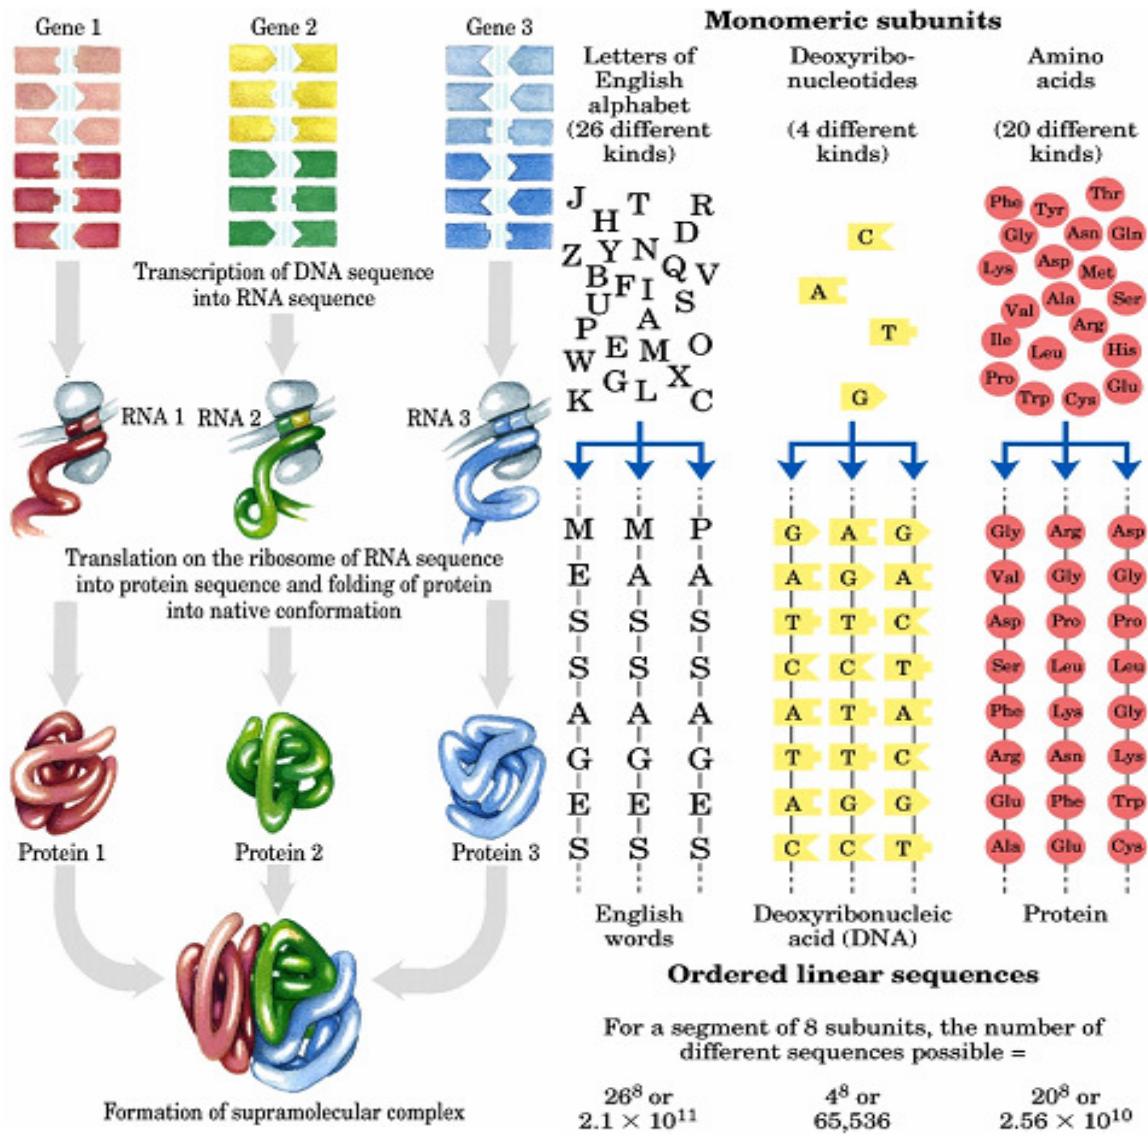 Gene 1
Gene 2
Gene 3
Transcription of DNA sequence
into RNA sequence
RNA 1
RNA 2
RNA 3
Translation on the ribosome of RNA sequence
into protein sequence and folding of protein
into native conformation
Protein 1
Protein 2
Protein 3
Formation of supramolecular complex
Monomeric subunits
Letters of
English
alphabet
(26 different
kinds)
Deoxyribo-
nucleotides
(4 different
kinds)
Amino
acids
(20 different
kinds)
J T R
H D
Z Y N
B F I Q V
U S
P A
W E M O
G L X
K C
C
A
T
G
Phe Tyr Thr
Gly Asn Gln
Lys Asp Met
Val Ala Ser
Ile Arg
Leu His
Pro Glu
Trp Cys
M M P
E A A
S S S
S S S
A A A
G G G
E E E
S S S
English
words
G A G
A G A
T T C
C C T
A T A
T T C
A G G
C C T
Deoxyribonucleic
acid (DNA)
Gly Arg Asp
Val Gly Gly
Asp Pro Pro
Ser Leu Leu
Phe Lys Gly
Arg Asn Lys
Glu Phe Trp
Ala Glu Cys
Protein
Ordered linear sequences
For a segment of 8 subunits, the number of
different sequences possible =
26⁸ or
2.1 × 10¹¹
4⁸ or
65,536
20⁸ or
2.56 × 10¹⁰